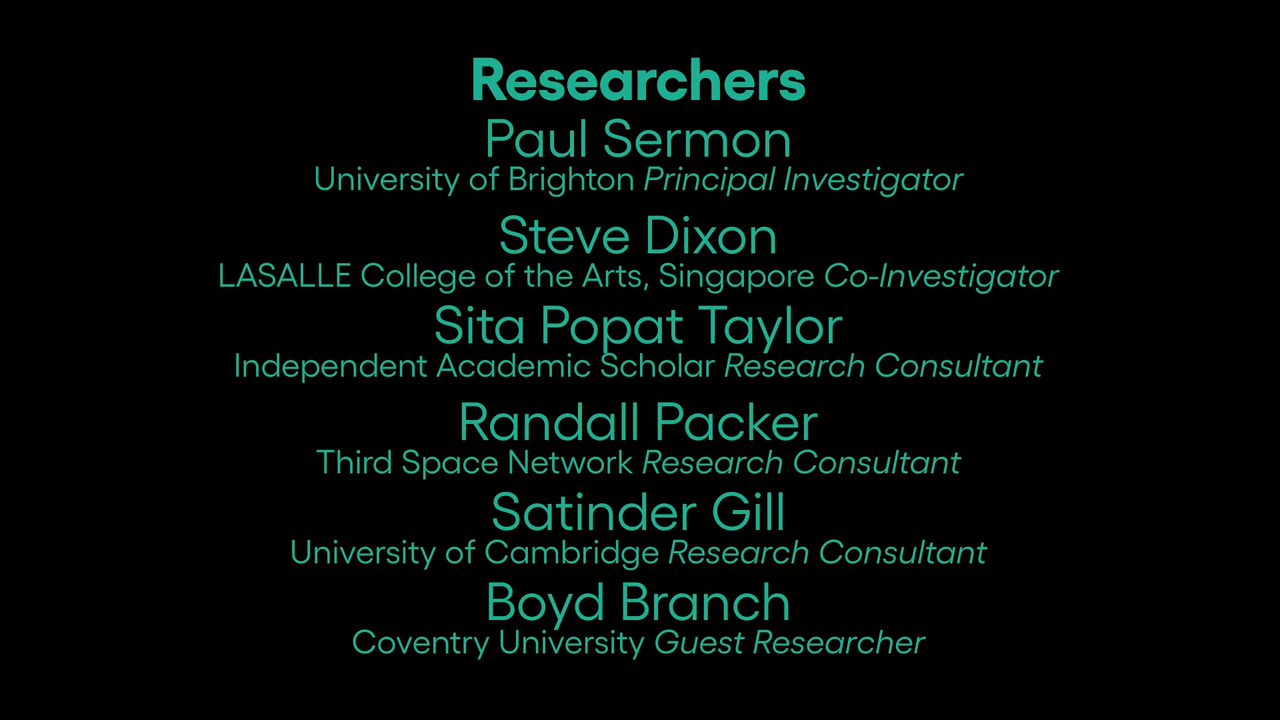 Researchers
Paul Sermon
University of Brighton Principal Investigator
Steve Dixon
LASALLE College of the Arts, Singapore Co-Investigator
Sita Popat Taylor
Independent Academic Scholar Research Consultant
Randall Packer
Third Space Network Research Consultant
Satinder Gill
University of Cambridge Research Consultant
Boyd Branch
Coventry University Guest Researcher